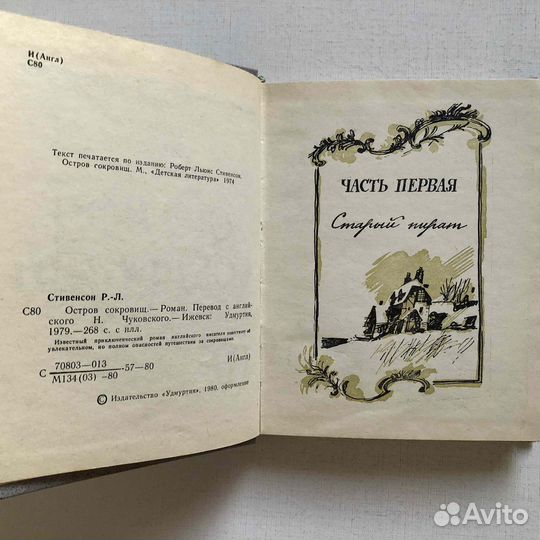 И(Англ)
С80
Текст печатается по изданию: Роберт Льюис Стивенсон.
Остров сокровищ. М., «Детская литература» 1974
Стивенсон Р.-Л.
С80 Остров сокровищ.— Роман. Перевод с английс-
кого Н. Чуковского.— Ижевск: Удмуртия,
1979.—268 с. с илл.
Известный приключенческий роман английского писателя повествует об
увлекательном, но полном опасностей путешествии за сокровищами.
С 70803—013
М134(03)—80 -57—80 И(Англ)
© Издательство «Удмуртия», 1980, оформление
ЧАСТЬ ПЕРВАЯ
Старый пират
Avito